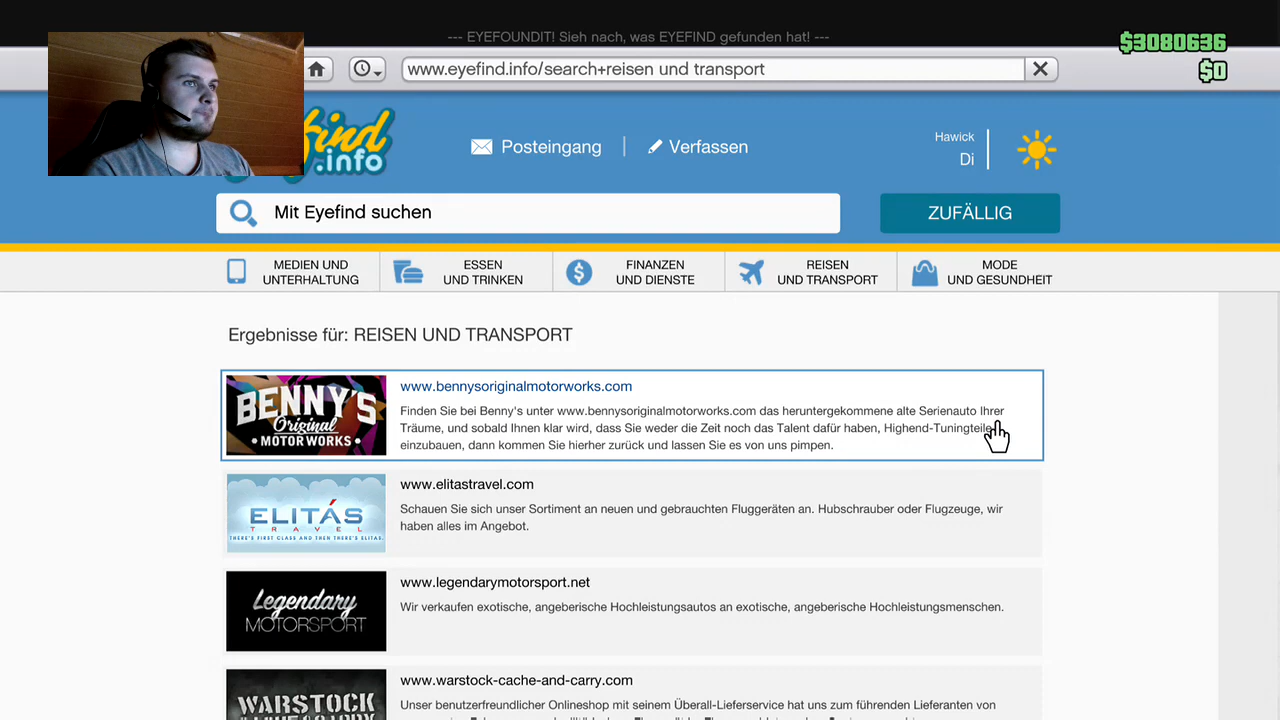 --- EYEFOUNDIT! Sieh nach, was EYEFIND gefunden hat! ---
$3080636
$0
www.eyefind.info/search+reisen und transport
find
.info
Posteingang
Verfassen
Hawick
Di
Mit Eyefind suchen
ZUFÄLLIG
MEDIEN UND
UNTERHALTUNG
ESSEN
UND TRINKEN
FINANZEN
UND DIENSTE
REISEN
UND TRANSPORT
MODE
UND GESUNDHEIT
Ergebnisse für: REISEN UND TRANSPORT
BENNY'S
Original
MOTOR WORKS
www.bennysoriginalmotorworks.com
Finden Sie bei Benny's unter www.bennysoriginalmotorworks.com das heruntergekommene alte Serienauto Ihrer
Träume, und sobald Ihnen klar wird, dass Sie weder die Zeit noch das Talent dafür haben, Highend-Tuningteile
einzubauen, dann kommen Sie hierher zurück und lassen Sie es von uns pimpen.
ELITÁS
TRAVEL
THERE'S FIRST CLASS AND THEN THERE'S ELITAS.
www.elitastravel.com
Schauen Sie sich unser Sortiment an neuen und gebrauchten Fluggeräten an. Hubschrauber oder Flugzeuge, wir
haben alles im Angebot.
Legendary
MOTORSPORT
www.legendarymotorsport.net
Wir verkaufen exotische, angeberische Hochleistungsautos an exotische, angeberische Hochleistungsmenschen.
WARSTOCK
www.warstock-cache-and-carry.com
Unser benutzerfreundlicher Onlineshop mit seinem Überall-Lieferservice hat uns zum führenden Lieferanten von